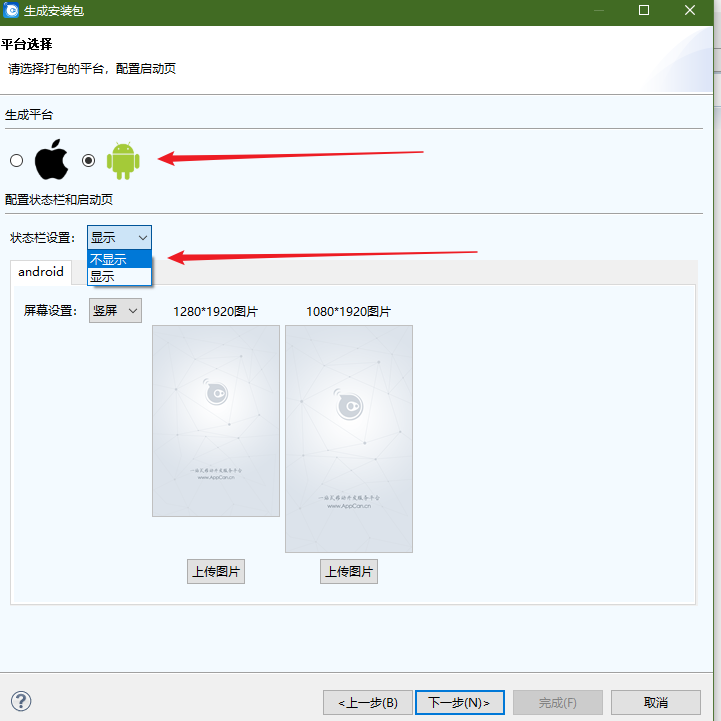 生成安装包
平台选择
请选择打包的平台，配置启动页
生成平台
配置状态栏和启动页
状态栏设置：
显示
不显示
显示
android
屏幕设置：
竖屏
1280*1920图片
1080*1920图片
一站式移动开发服务平台
www.AppCan.cn
一站式移动开发服务平台
www.AppCan.cn
上传图片
上传图片
?
<上一步(B)
下一步(N)>
完成(F)
取消